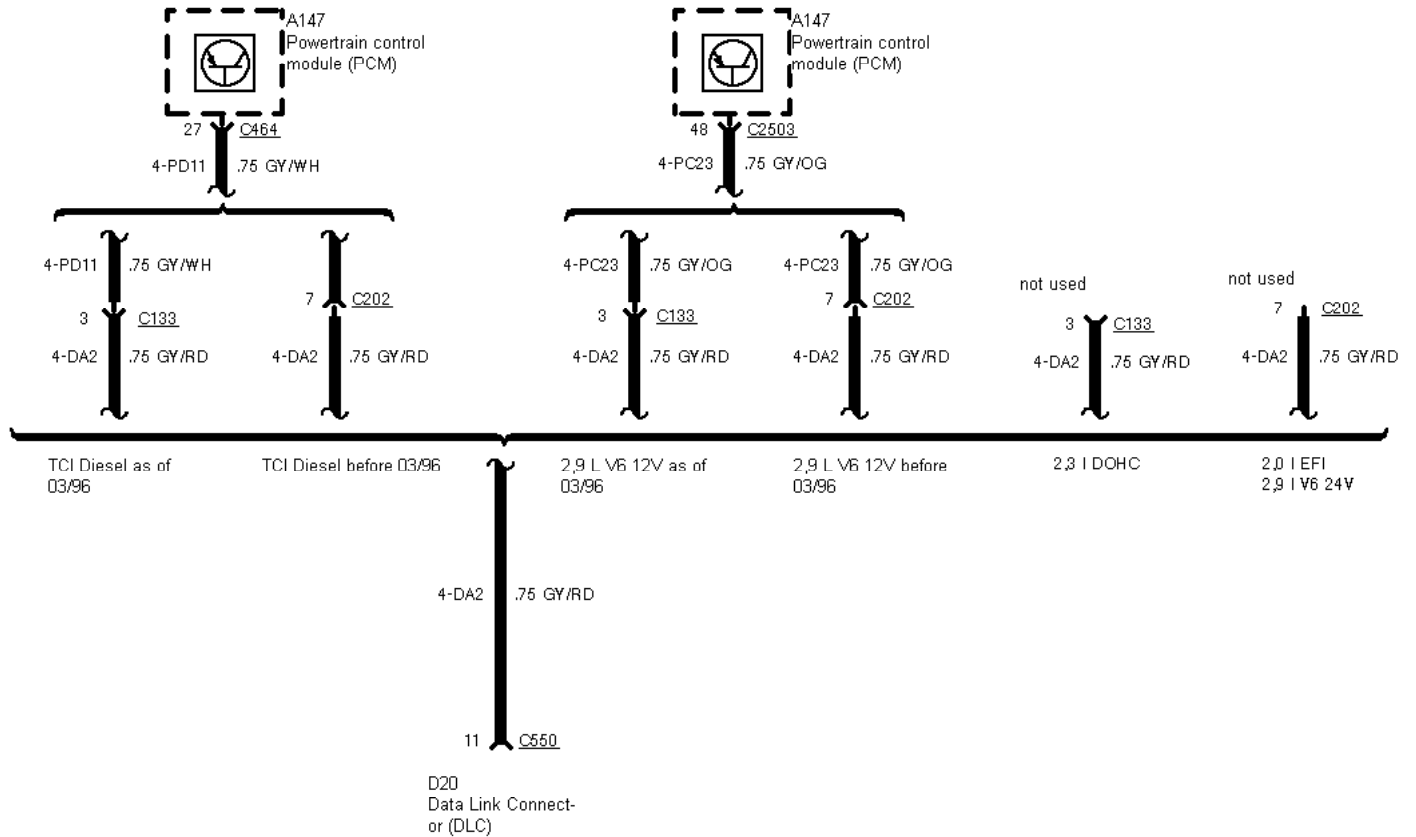 A147
Powertrain control
module (PCM)
A147
Powertrain control
module (PCM)
27 C464
48 C2503
4-PD11 .75 GY/WH
4-PC23 .75 GY/OG
4-PD11 .75 GY/WH
4-PC23 .75 GY/OG
4-PC23 .75 GY/OG
not used
not used
7 C202
7 C202
7 C202
3 C133
3 C133
3 C133
4-DA2 .75 GY/RD
4-DA2 .75 GY/RD
4-DA2 .75 GY/RD
4-DA2 .75 GY/RD
4-DA2 .75 GY/RD
4-DA2 .75 GY/RD
TCI Diesel as of
03/96
TCI Diesel before 03/96
2,9 L V6 12V as of
03/96
2,9 L V6 12V before
03/96
2,3 l DOHC
2,0 l EFI
2,9 l V6 24V
4-DA2 .75 GY/RD
11 C550
D20
Data Link Connect-
or (DLC)